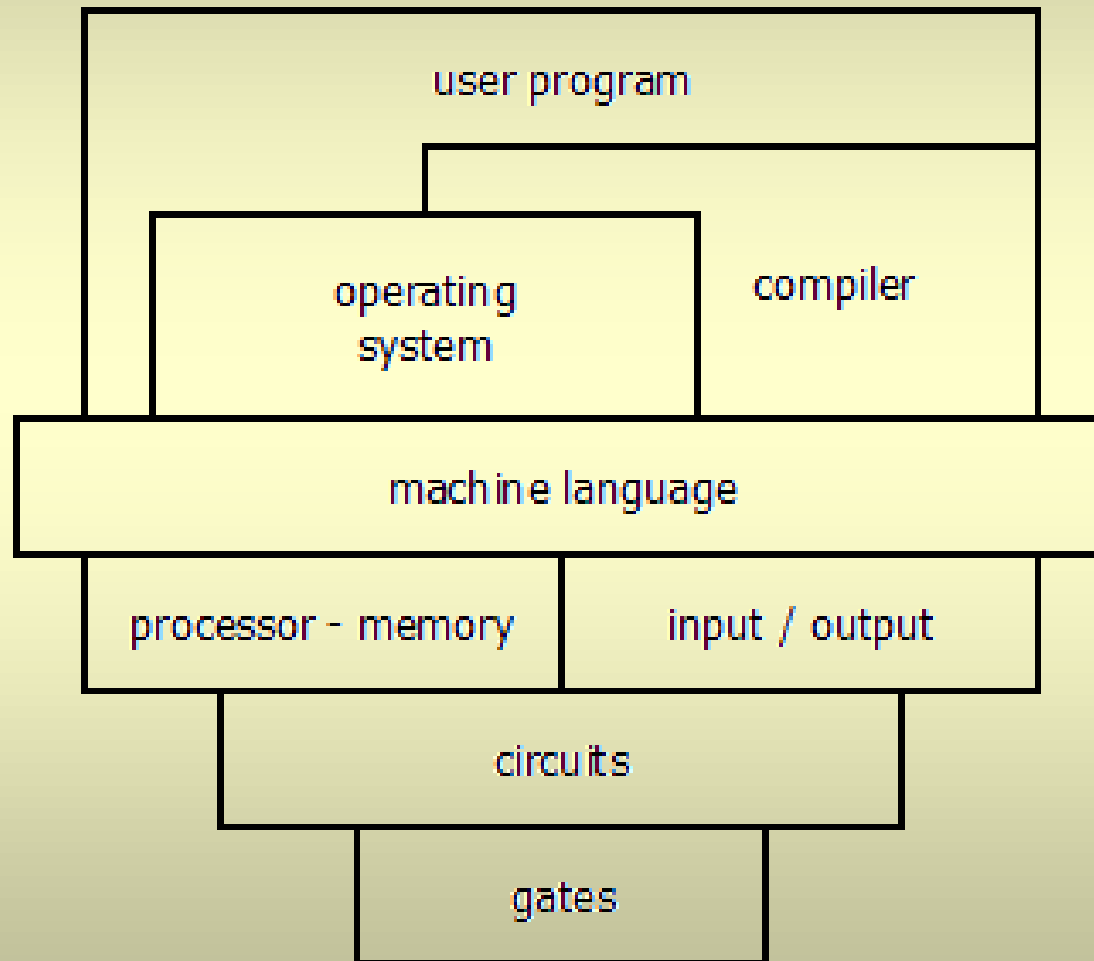 user program
operating
system
compiler
machine language
processor - memory
input / output
circuits
gates